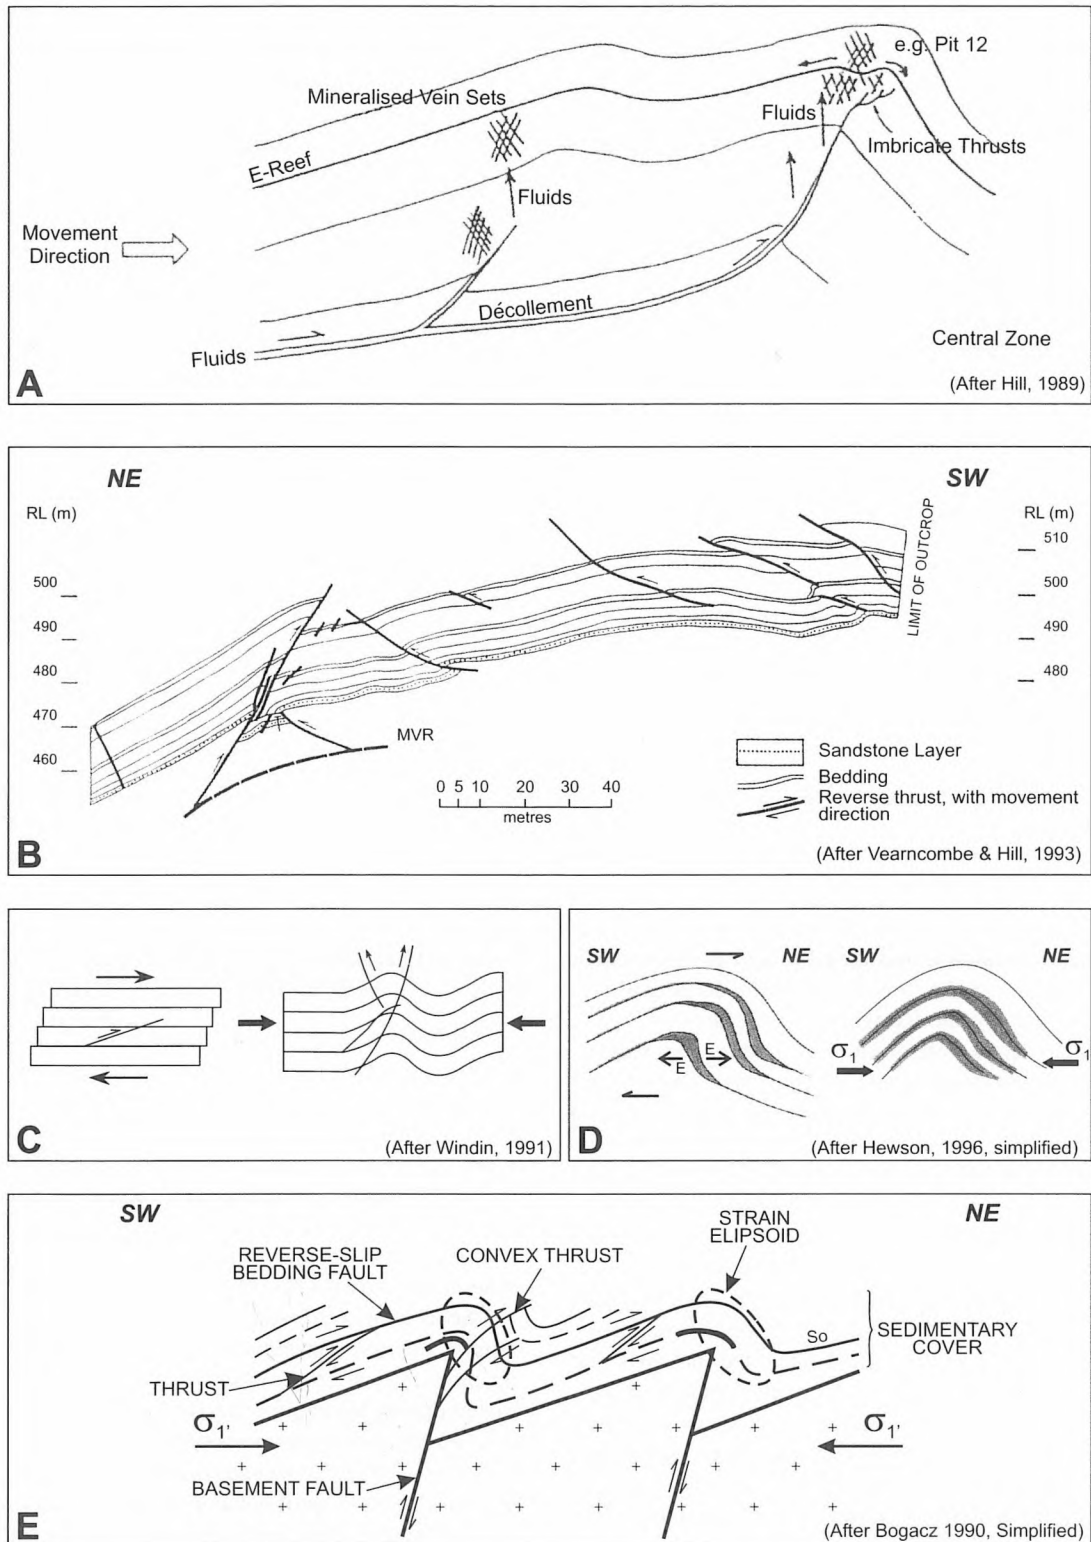 e.g. Pit 12
Mineralised Vein Sets
Fluids
Imbricate Thrusts
E-Reef
Fluids
Movement
Direction
Décollement
Fluids
Central Zone
A
(After Hill, 1989)
NE
SW
RL (m)
RL (m)
510
500
500
490
490
480
480
470
460
LIMIT OF OUTCROP
MVR
0 5 10 20 30 40
metres
Sandstone Layer
Bedding
Reverse thrust, with movement
direction
B
(After Vearncombe & Hill, 1993)
C
(After Windin, 1991)
SW
NE
SW
NE
E
E
σ1
σ1
D
(After Hewson, 1996, simplified)
SW
NE
REVERSE-SLIP
BEDDING FAULT
CONVEX THRUST
STRAIN
ELIPSOID
So
SEDIMENTARY
COVER
THRUST
σ1'
σ1'
BASEMENT FAULT
E
(After Bogacz 1990, Simplified)